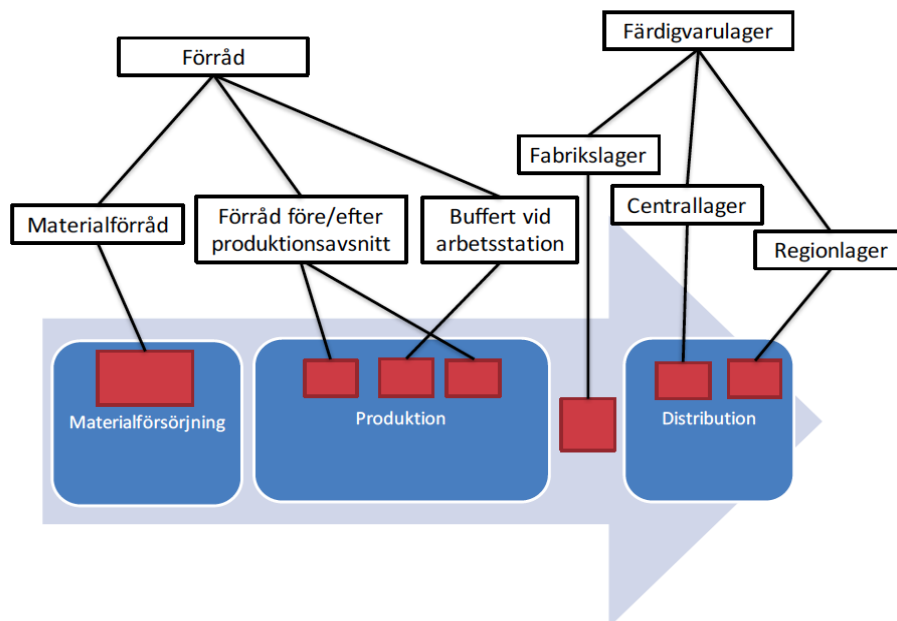 Förråd
Färdigvarulager
Fabrikslager
Materialförråd
Förråd före/efter
produktionsavsnitt
Buffert vid
arbetsstation
Centrallager
Regionlager
Materialförsörjning
Produktion
Distribution